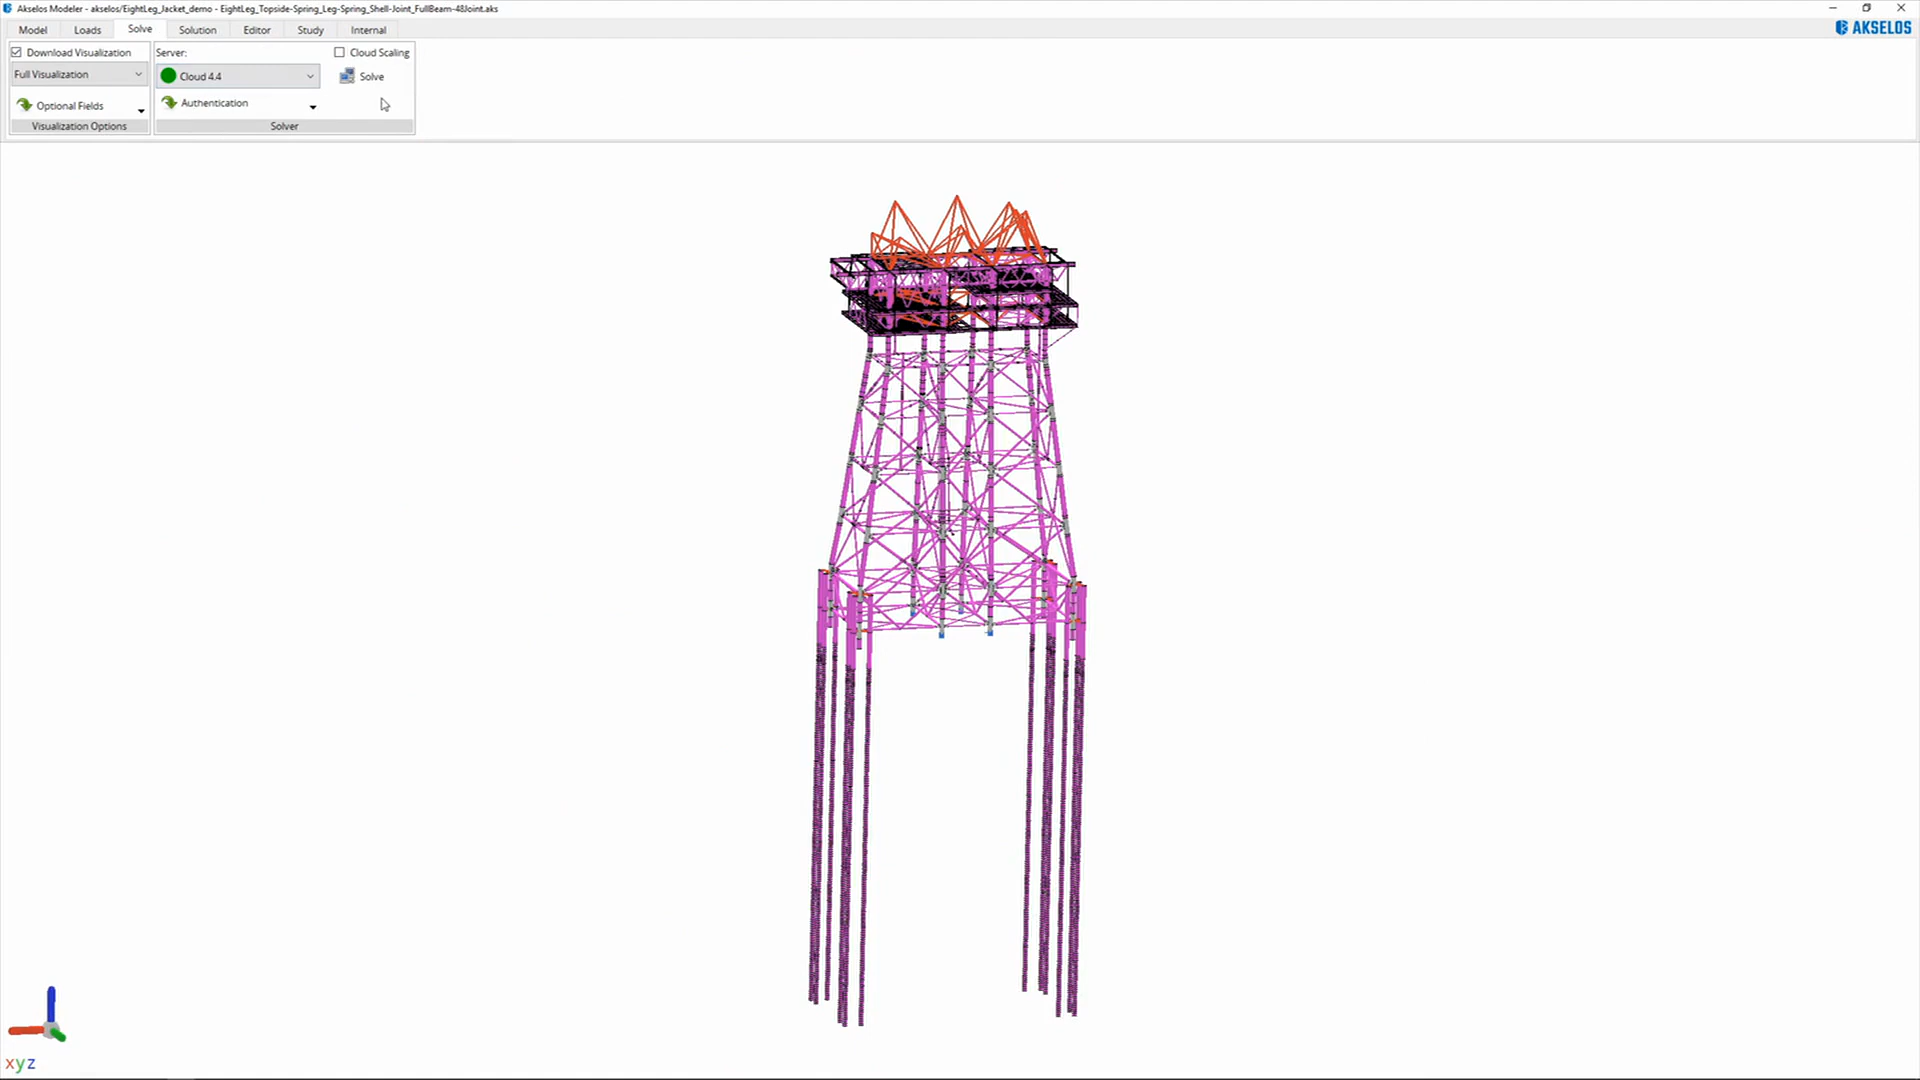 Akselos Modeler - akselos/EightLeg_Jacket_demo - EightLeg_Topside-Spring_Leg-Spring_Shell-Joint_FullBeam-48Joint.aks
Model Loads Solve Solution Editor Study Internal
AKSELOS
Download Visualization Server: Cloud Scaling
Full Visualization Cloud 4.4 Solve
Optional Fields Authentication
Visualization Options Solver
xyz